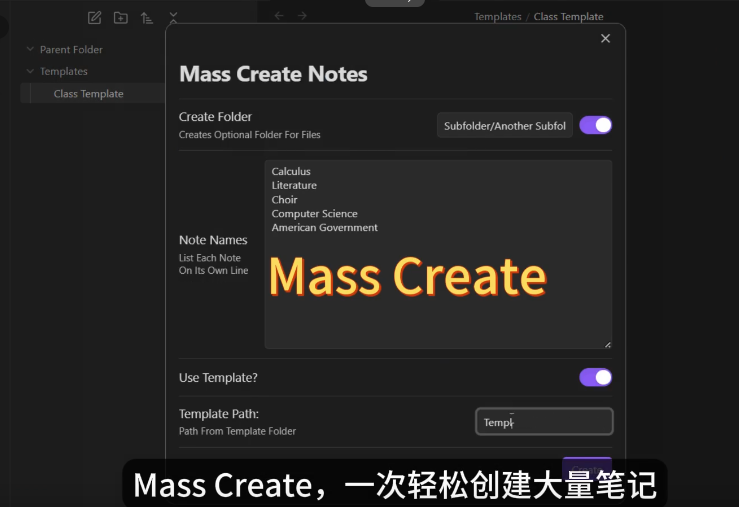 Templates / Class Template
Parent Folder
Templates
Class Template
Mass Create Notes
Create Folder
Creates Optional Folder For Files
Subfolder/Another Subfol
Calculus
Literature
Choir
Computer Science
American Government
Note Names
List Each Note
On Its Own Line
Mass Create
Use Template?
Template Path:
Path From Template Folder
Templ
Create
Mass Create，一次轻松创建大量笔记